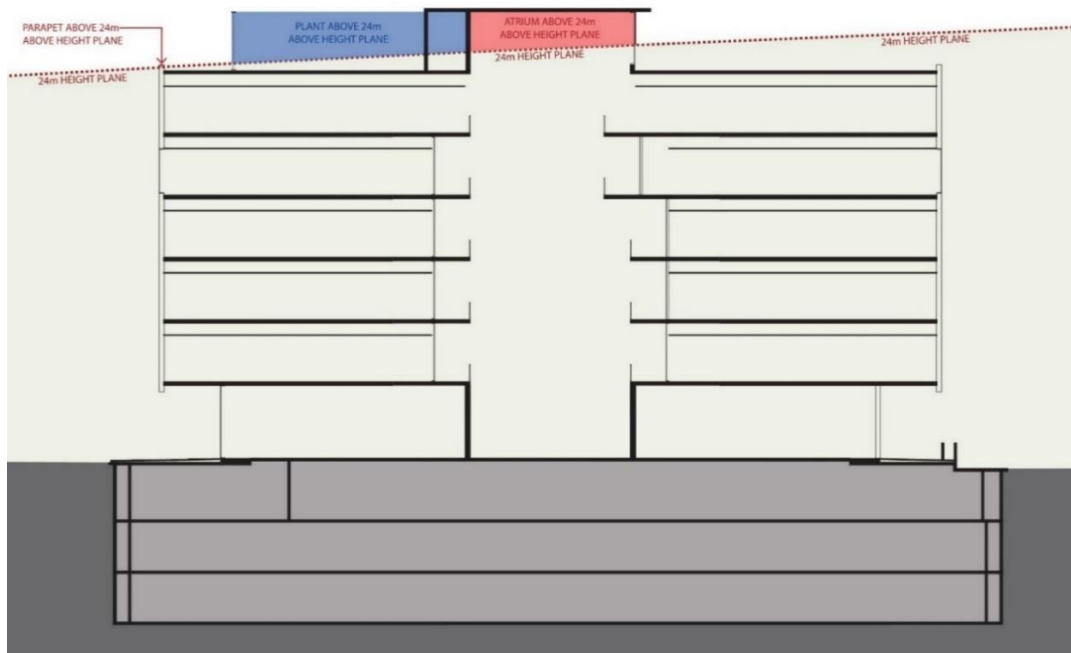 PARAPET ABOVE 24m
ABOVE HEIGHT PLANE
PLANT ABOVE 24m
ABOVE HEIGHT PLANE
ATRIUM ABOVE 24m
ABOVE HEIGHT PLANE
24m HEIGHT PLANE
24m HEIGHT PLANE
24m HEIGHT PLANE